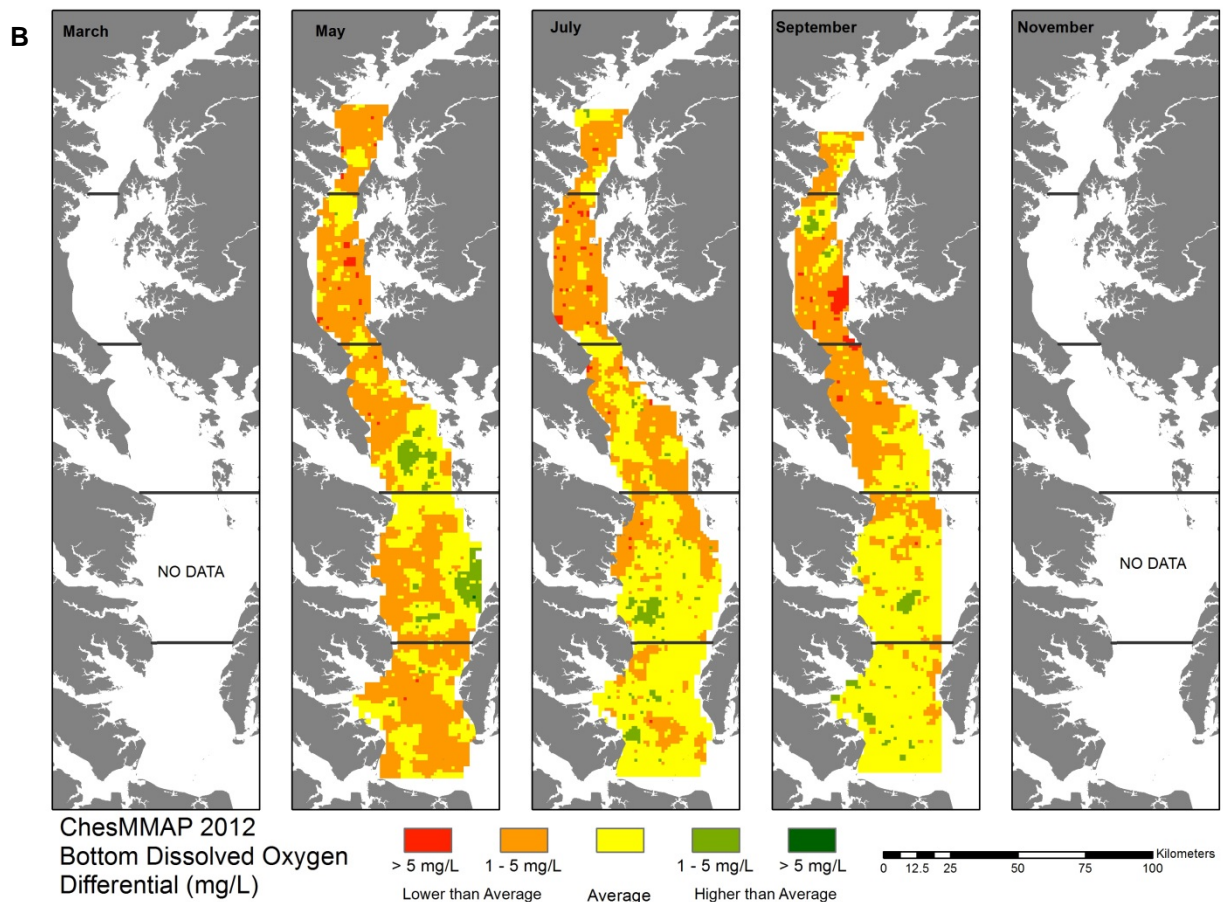 B
March
May
July
September
November
NO DATA
NO DATA
ChesMMAP 2012
Bottom Dissolved Oxygen
Differential (mg/L)
> 5 mg/L
1 - 5 mg/L
1 - 5 mg/L
> 5 mg/L
Lower than Average
Average
Higher than Average
Kilometers
0 12.5 25 50 75 100